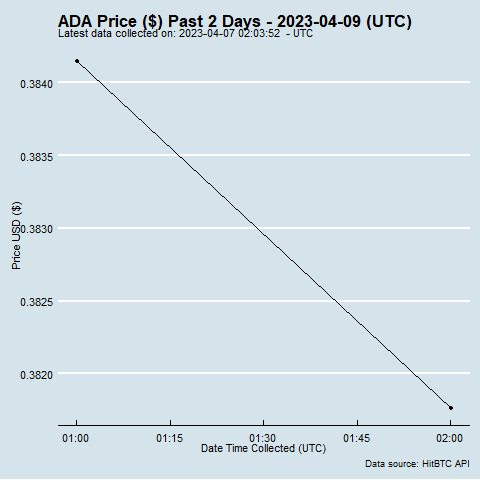 ADA Price ($) Past 2 Days - 2023-04-09 (UTC)
Latest data collected on: 2023-04-07 02:03:52 - UTC
0.3840
0.3835
0.3830
0.3825
0.3820
Price USD ($)
01:00 01:15 01:30 01:45 02:00
Date Time Collected (UTC)
Data source: HitBTC API